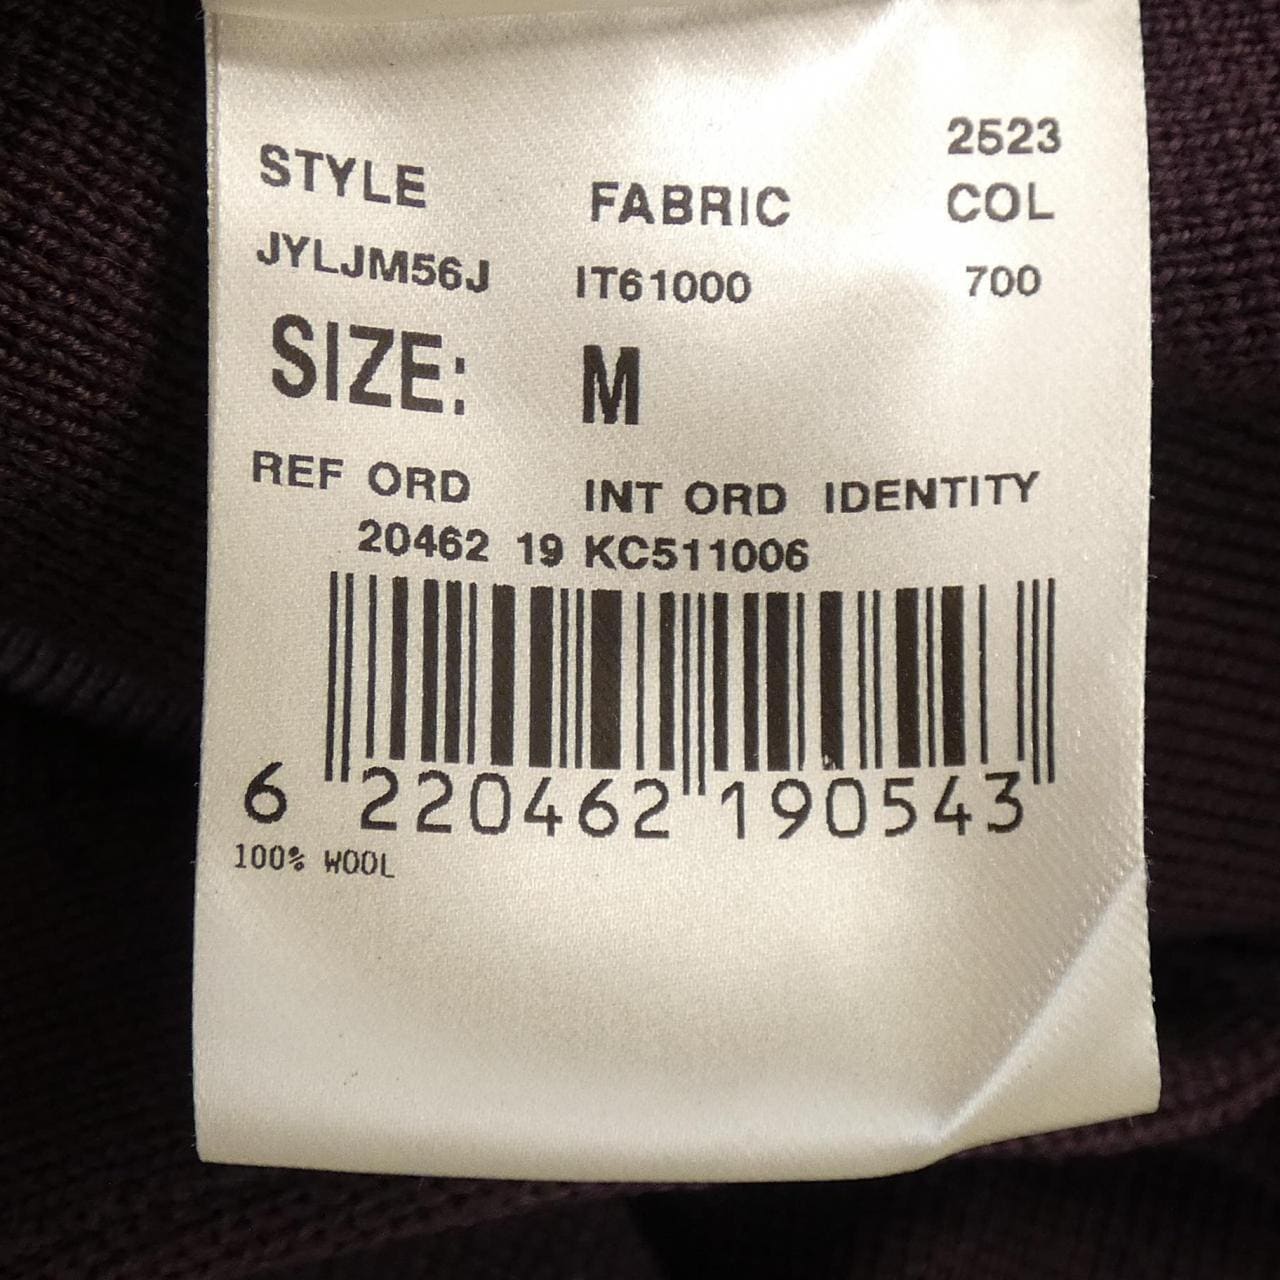 2523
STYLE FABRIC COL
JYLJM56J IT61000 700
SIZE: M
REF ORD INT ORD IDENTITY
20462 19 KC511006
6 220462 190543
100% WOOL